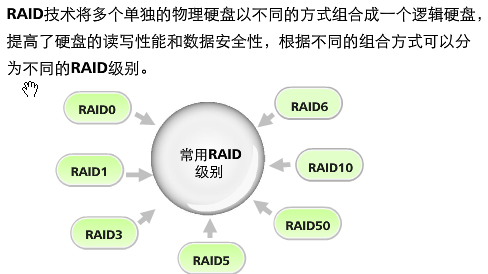 RAID技术将多个单独的物理硬盘以不同的方式组合成一个逻辑硬盘，
提高了硬盘的读写性能和数据安全性，根据不同的组合方式可以分
为不同的RAID级别。
RAID0
RAID6
常用RAID
级别
RAID1
RAID10
RAID3
RAID50
RAID5